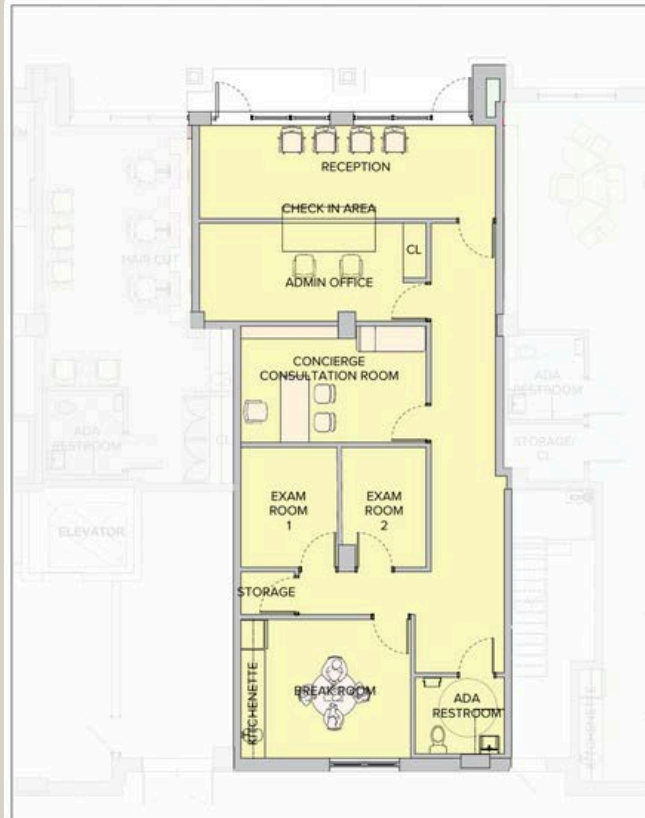 RECEPTION
CHECK IN AREA
CL
ADMIN OFFICE
HAIR CUT
CONCIERGE
CONSULTATION ROOM
ADA
RESTROOM
ADA
RESTROOM
STORAGE/
CL
CL
EXAM
ROOM
1
EXAM
ROOM
2
ELEVATOR
STORAGE
KITCHENETTE
BREAK ROOM
ADA
RESTROOM
KITCHENETTE